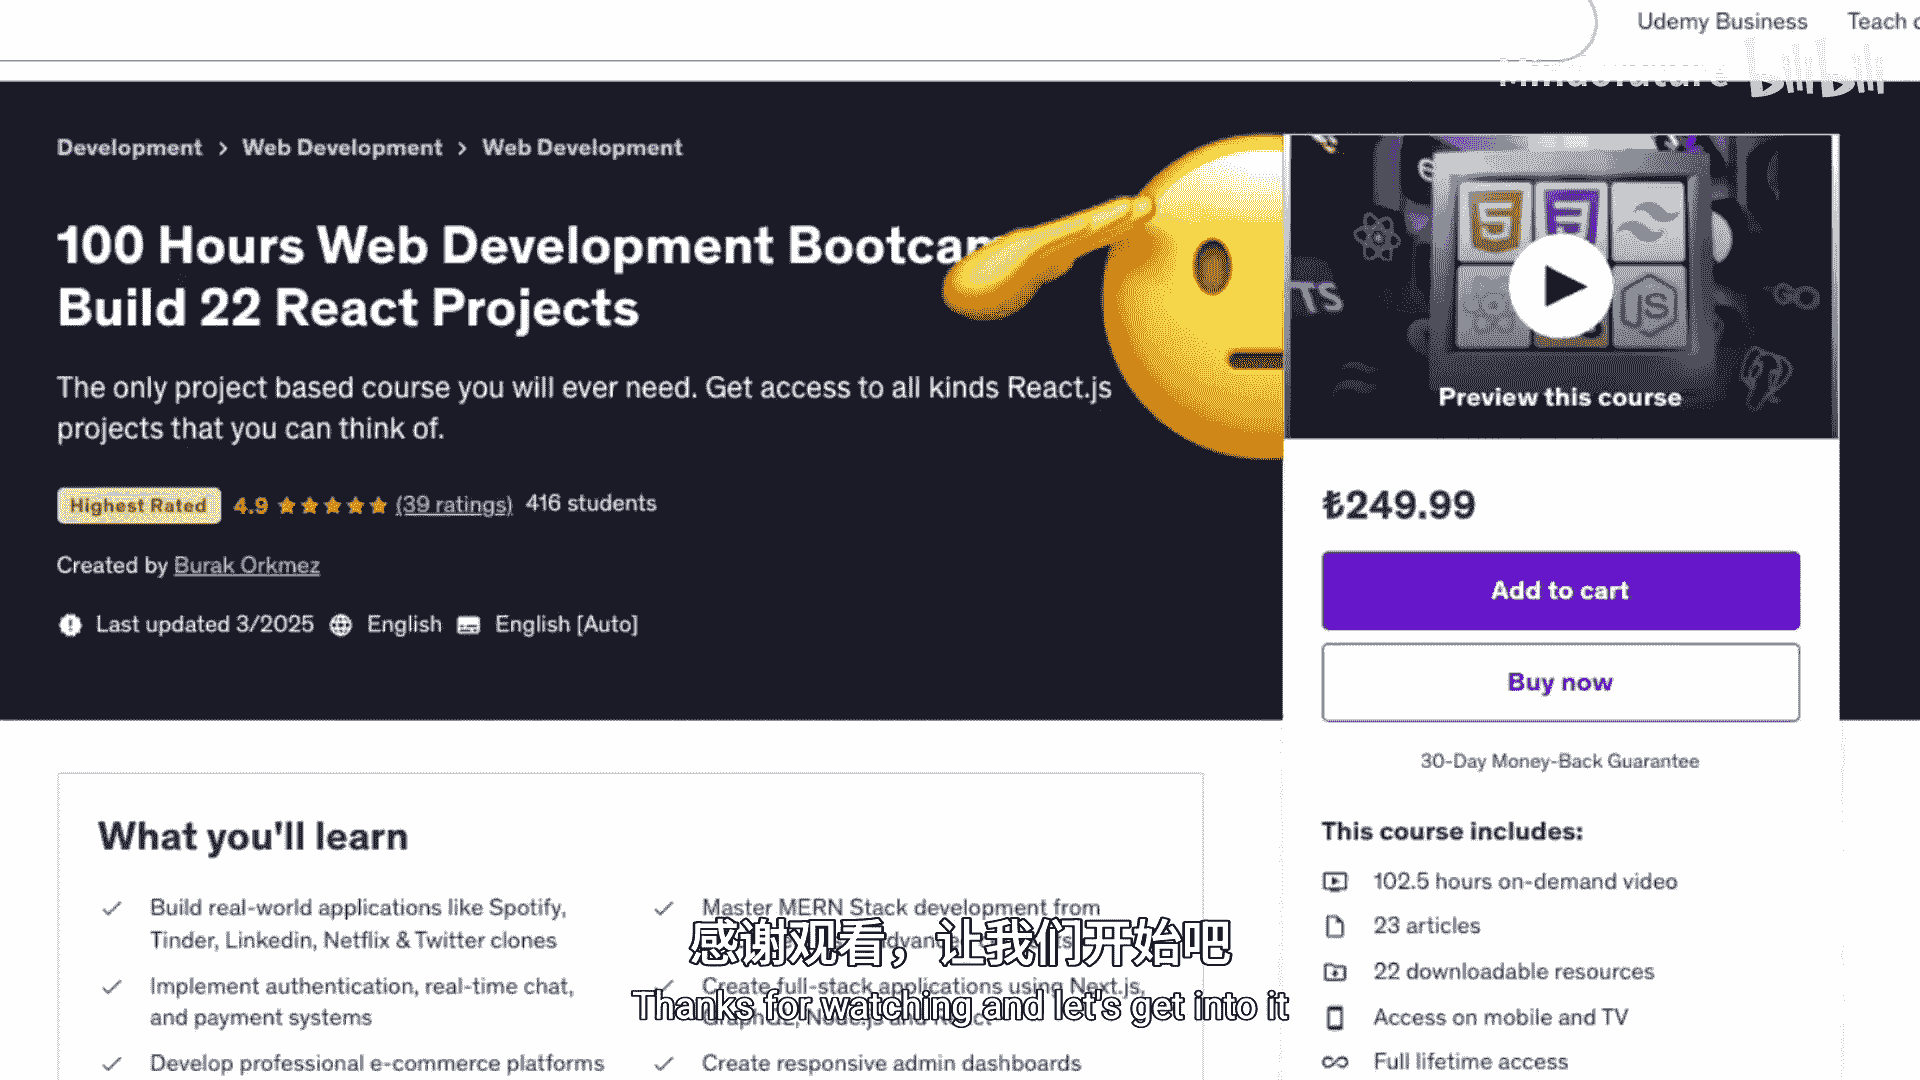 Udemy Business Teach
bilibili
Development > Web Development > Web Development
100 Hours Web Development
Build 22 React Projects
The only project based course you will ever need. Get access to all kinds React.js
projects that you can think of.
Highest Rated 4.9 (39 ratings) 416 students
Created by Burak Orkmez
Last updated 3/2025 English English [Auto]
TS
5 3
JS
Preview this course
₺249.99
Add to cart
Buy now
30-Day Money-Back Guarantee
This course includes:
102.5 hours on-demand video
23 articles
22 downloadable resources
Access on mobile and TV
Full lifetime access
What you'll learn
Build real-world applications like Spotify,
Tinder, Linkedin, Netflix & Twitter clones
Implement authentication, real-time chat,
and payment systems
Develop professional e-commerce platforms
Master MERN Stack development from
Create full-stack applications using Next.js,
Create responsive admin dashboards
感谢观看，让我们开始吧
Thanks for watching and let's get into it